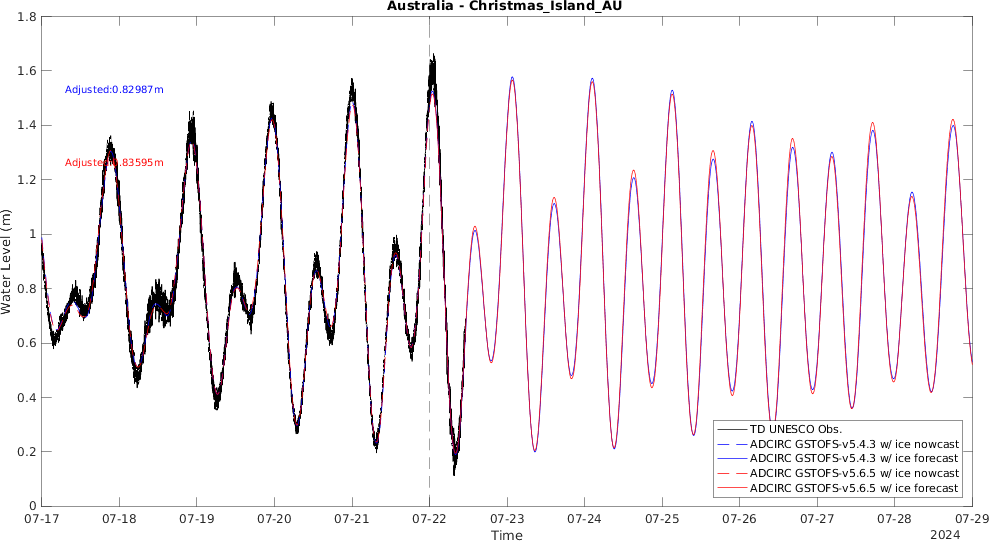 Australia - Christmas_Island_AU
1.8
1.6
1.4
1.2
1
0.8
0.6
0.4
0.2
0
Water Level (m)
Adjusted:0.82987m
Adjusted:0.83595m
TD UNESCO Obs.
ADCIRC GSTOFS-v5.4.3 w/ ice nowcast
ADCIRC GSTOFS-v5.4.3 w/ ice forecast
ADCIRC GSTOFS-v5.6.5 w/ ice nowcast
ADCIRC GSTOFS-v5.6.5 w/ ice forecast
07-17 07-18 07-19 07-20 07-21 07-22 07-23 07-24 07-25 07-26 07-27 07-28 07-29
Time
2024